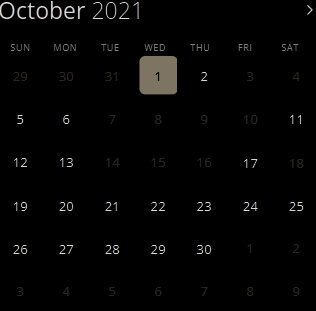 October 2021
SUN MON TUE WED THU FRI SAT
29 30 31 1 2 3 4
5 6 7 8 9 10 11
12 13 14 15 16 17 18
19 20 21 22 23 24 25
26 27 28 29 30 1 2
3 4 5 6 7 8 9